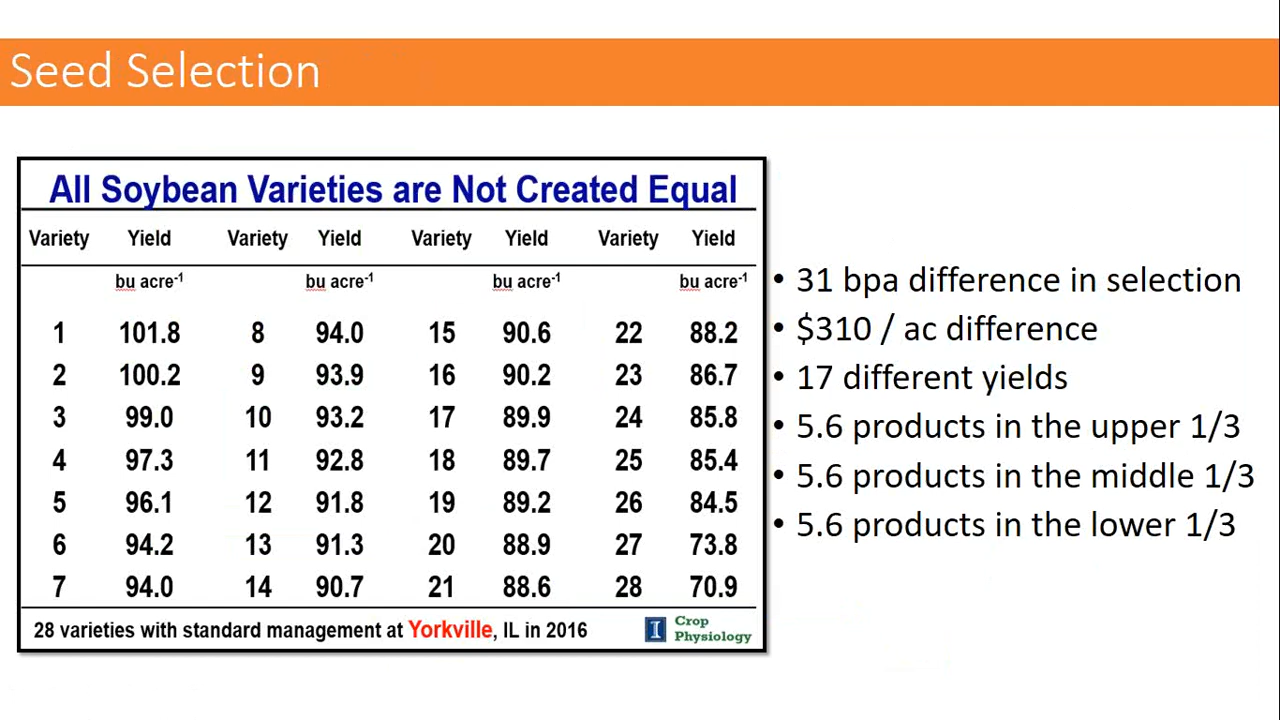 Seed Selection
All Soybean Varieties are Not Created Equal
Variety Yield Variety Yield Variety Yield Variety Yield
bu acre⁻¹ bu acre⁻¹ bu acre⁻¹ bu acre⁻¹
1 101.8 8 94.0 15 90.6 22 88.2
2 100.2 9 93.9 16 90.2 23 86.7
3 99.0 10 93.2 17 89.9 24 85.8
4 97.3 11 92.8 18 89.7 25 85.4
5 96.1 12 91.8 19 89.2 26 84.5
6 94.2 13 91.3 20 88.9 27 73.8
7 94.0 14 90.7 21 88.6 28 70.9
28 varieties with standard management at Yorkville, IL in 2016
I Crop
Physiology
• 31 bpa difference in selection
• $310 / ac difference
• 17 different yields
• 5.6 products in the upper 1/3
• 5.6 products in the middle 1/3
• 5.6 products in the lower 1/3